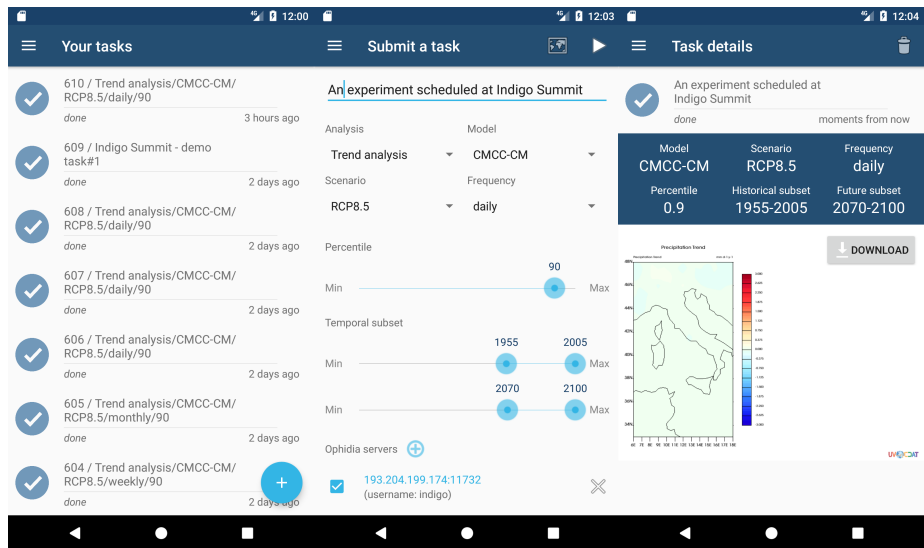 4G 12:00
Your tasks
610 / Trend analysis/CMCC-CM/
RCP8.5/daily/90
done 3 hours ago
609 / Indigo Summit - demo
task#1
done 2 days ago
608 / Trend analysis/CMCC-CM/
RCP8.5/daily/90
done 2 days ago
607 / Trend analysis/CMCC-CM/
RCP8.5/daily/90
done 2 days ago
606 / Trend analysis/CMCC-CM/
RCP8.5/daily/90
done 2 days ago
605 / Trend analysis/CMCC-CM/
RCP8.5/monthly/90
done 2 days ago
604 / Trend analysis/CMCC-CM/
RCP8.5/weekly/90
done 2 days ago
+
4G 12:03
Submit a task
An experiment scheduled at Indigo Summit
Analysis Model
Trend analysis CMCC-CM
Scenario Frequency
RCP8.5 daily
Percentile
90
Min Max
Temporal subset
1955 2005
Min Max
2070 2100
Min Max
Ophidia servers
193.204.199.174:11732
(username: indigo)
4G 12:04
Task details
An experiment scheduled at
Indigo Summit
done moments from now
Model Scenario Frequency
CMCC-CM RCP8.5 daily
Percentile Historical subset Future subset
0.9 1955-2005 2070-2100
DOWNLOAD
Precipitation Trend
UV-CDAT